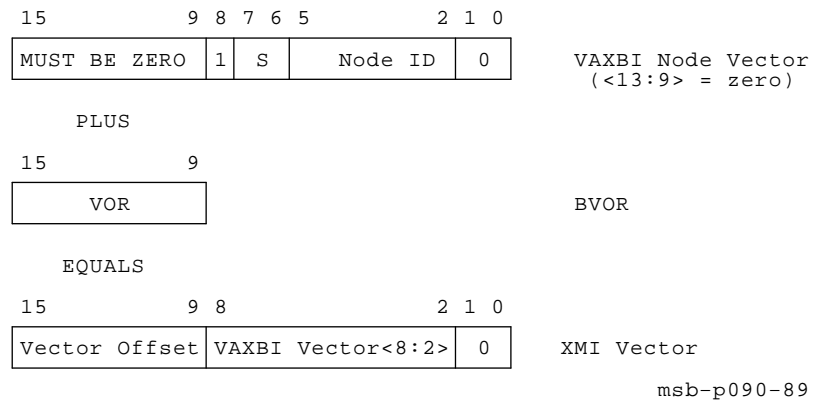 15 9 8 7 6 5 2 1 0
MUST BE ZERO 1 S Node ID 0 VAXBI Node Vector
(<13:9> = zero)
PLUS
15 9
VOR BVOR
EQUALS
15 9 8 2 1 0
Vector Offset VAXBI Vector<8:2> 0 XMI Vector
msb-p090-89